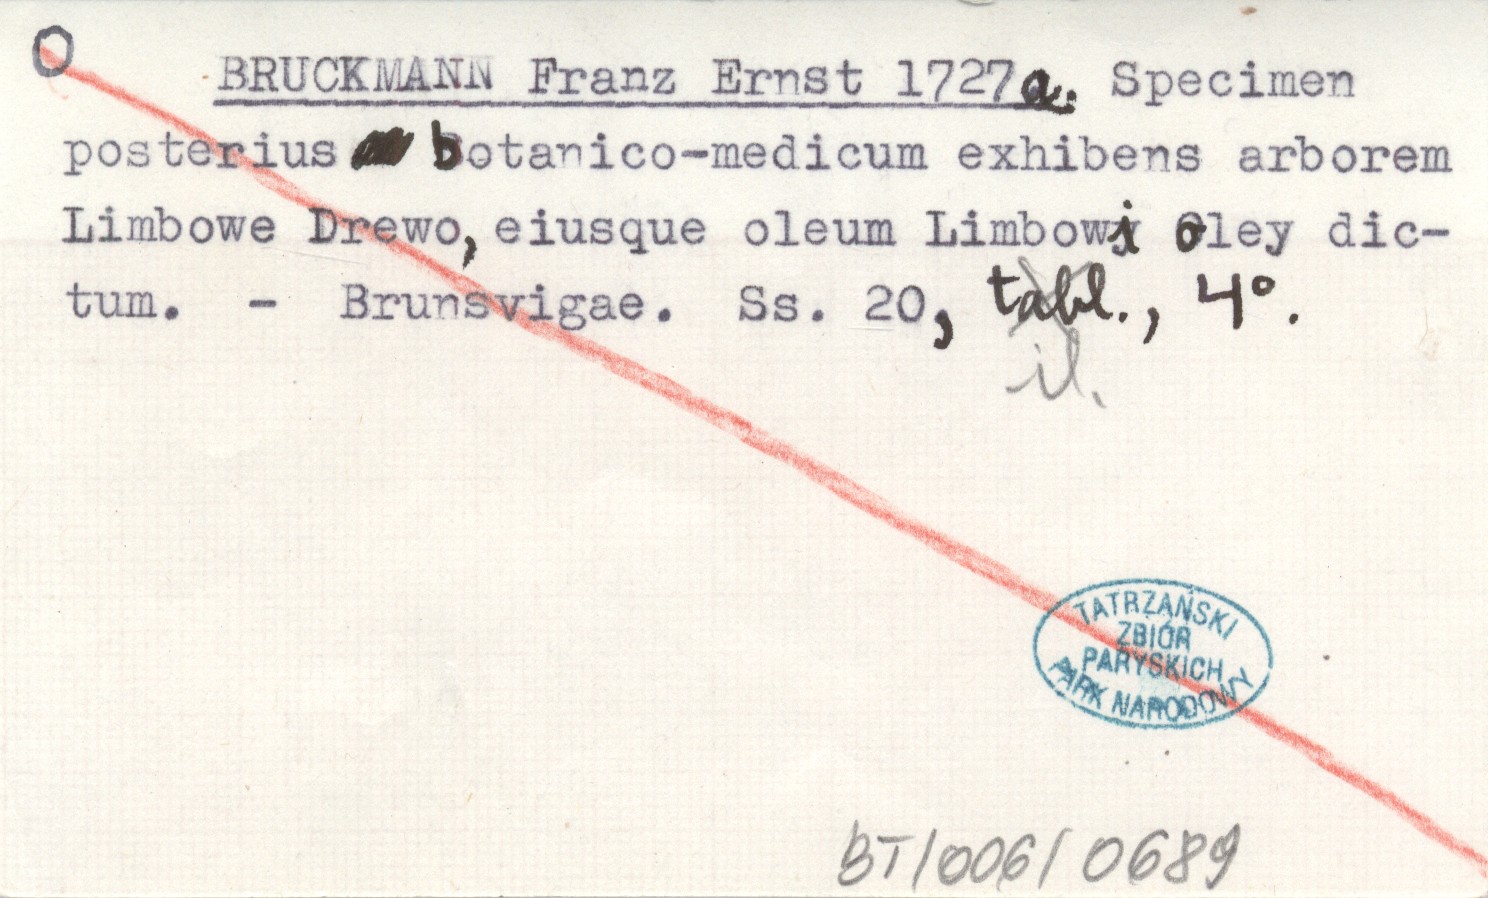 O
BRUCKMANN Franz Ernst 1727a. Specimen
posterius botanico-medicum exhibens arborem
Limbowe Drewo, eiusque oleum Limbowi oley dic-
tum. - Brunsvigae. Ss. 20, tabl., 4°.
il.
TATRZAŃSKI
ZBIÓR
PARYSKICH
PARK NARODOWY
BT/006/0689